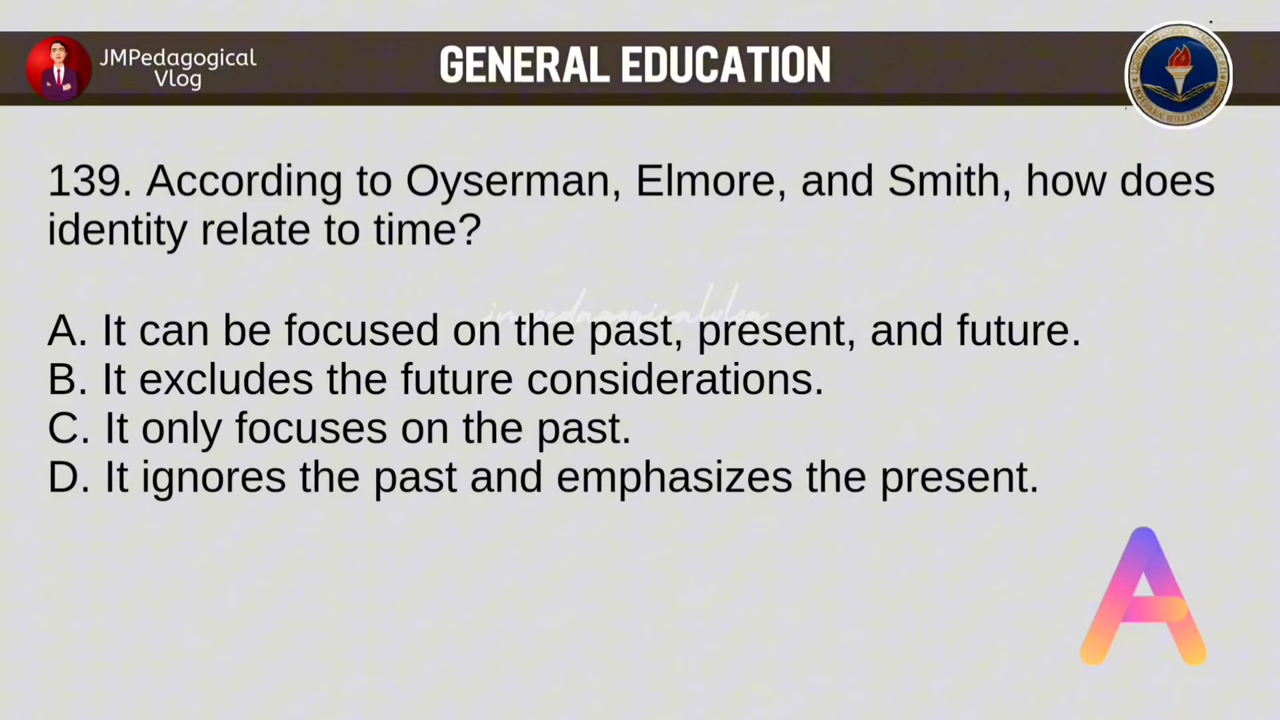 JMPedagogical
Vlog
GENERAL EDUCATION
139. According to Oyserman, Elmore, and Smith, how does
identity relate to time?
jmpedagogicalvlog
A. It can be focused on the past, present, and future.
B. It excludes the future considerations.
C. It only focuses on the past.
D. It ignores the past and emphasizes the present.
A